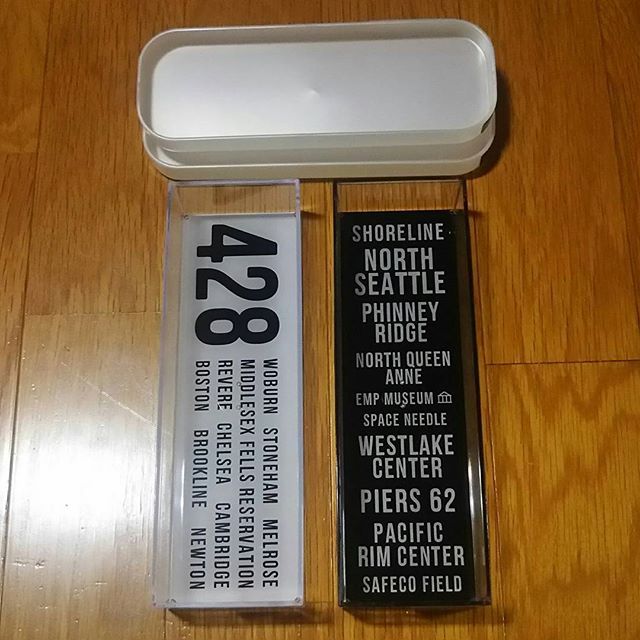 428
WOBURN STONEHAM MELROSE
MIDDLESEX FELLS RESERVATION
REVERE CHELSEA CAMBRIDGE
BOSTON BROOKLINE NEWTON
SHORELINE
NORTH
SEATTLE
PHINNEY
RIDGE
NORTH QUEEN
ANNE
EMP MUSEUM
SPACE NEEDLE
WESTLAKE
CENTER
PIERS 62
PACIFIC
RIM CENTER
SAFECO FIELD